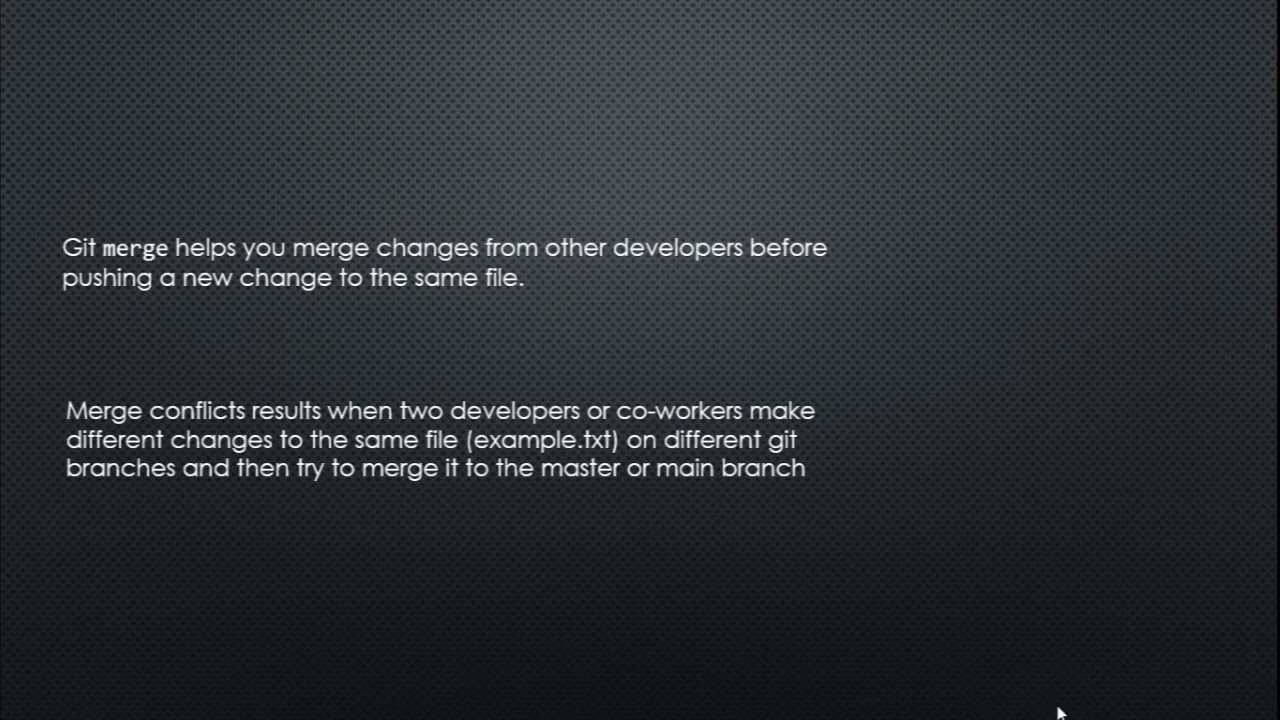 Git merge helps you merge changes from other developers before
pushing a new change to the same file.
Merge conflicts results when two developers or co-workers make
different changes to the same file (example.txt) on different git
branches and then try to merge it to the master or main branch